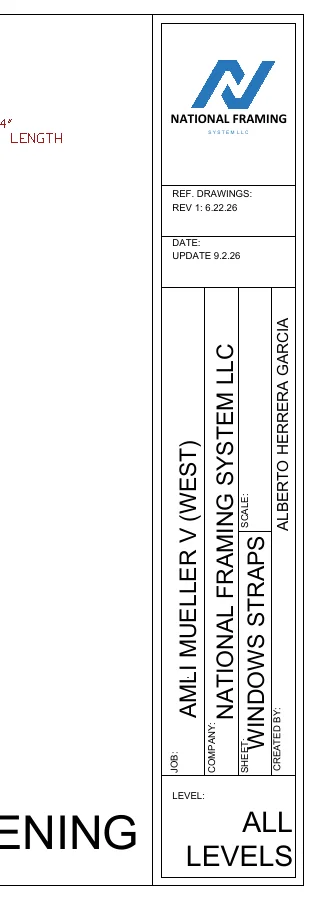 4"
LENGTH
NATIONAL FRAMING
SYSTEM LLC
REF. DRAWINGS:
REV 1: 6.22.26
DATE:
UPDATE 9.2.26
JOB:
AMLI MUELLER V (WEST)
COMPANY:
NATIONAL FRAMING SYSTEM LLC
SHEET:
WINDOWS STRAPS
SCALE:
CREATED BY:
ALBERTO HERRERA GARCIA
LEVEL:
ALL
LEVELS
ENING